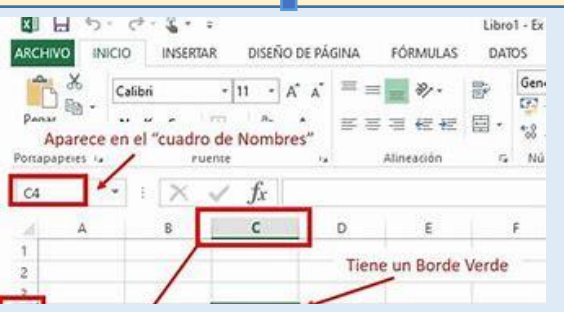 Libro1 - Ex
ARCHIVO INICIO INSERTAR DISEÑO DE PÁGINA FÓRMULAS DATOS
Calibri 11 A A Gen
Aparece en el "cuadro de Nombres"
Portapapeles Fuente Alineación Nú
C4 fx
A B C D E F
1
2 Tiene un Borde Verde